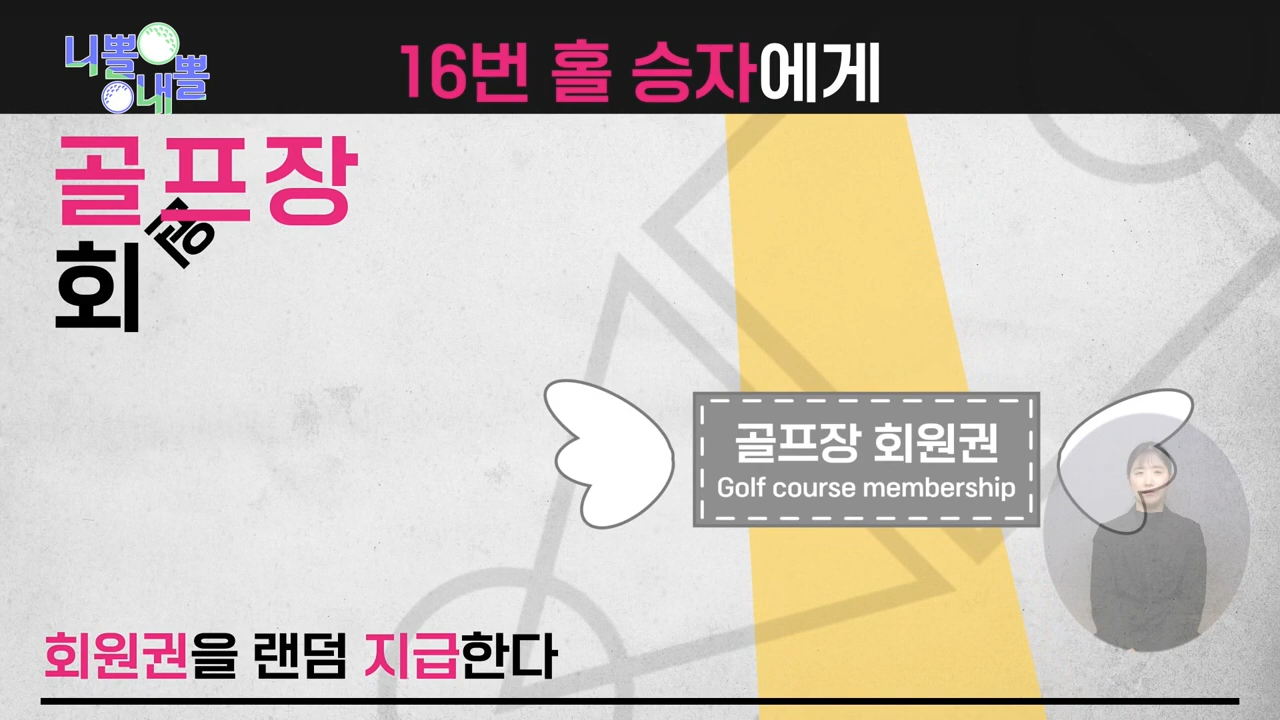 니뽈
내뽈
16번 홀 승자에게
골프장
회
권
골프장 회원권
Golf course membership
회원권을 랜덤 지급한다